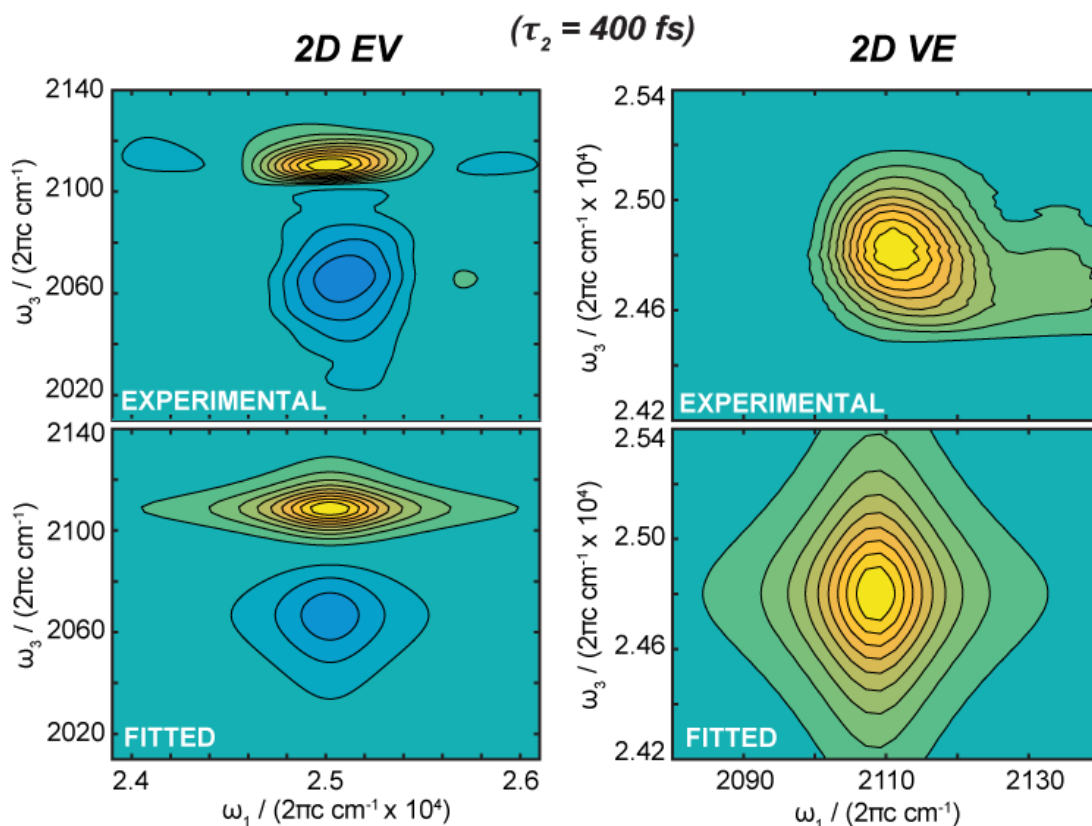 (τ₂ = 400 fs)
2D EV
2D VE
ω₃ / (2πc cm⁻¹)
2140
2100
2060
2020
EXPERIMENTAL
ω₃ / (2πc cm⁻¹ x 10⁴)
2.54
2.50
2.46
2.42
EXPERIMENTAL
ω₃ / (2πc cm⁻¹)
2140
2100
2060
2020
FITTED
2.4
2.5
2.6
ω₁ / (2πc cm⁻¹ x 10⁴)
ω₃ / (2πc cm⁻¹ x 10⁴)
2.54
2.50
2.46
2.42
FITTED
2090
2110
2130
ω₁ / (2πc cm⁻¹)